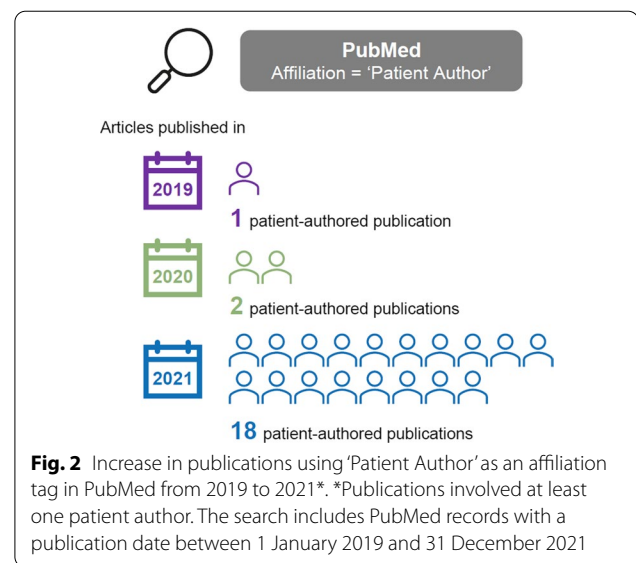 PubMed
Affiliation = ‘Patient Author’
Articles published in
2019
1 patient-authored publication
2020
2 patient-authored publications
2021
18 patient-authored publications
Fig. 2 Increase in publications using ‘Patient Author’ as an affiliation
tag in PubMed from 2019 to 2021*. *Publications involved at least
one patient author. The search includes PubMed records with a
publication date between 1 January 2019 and 31 December 2021